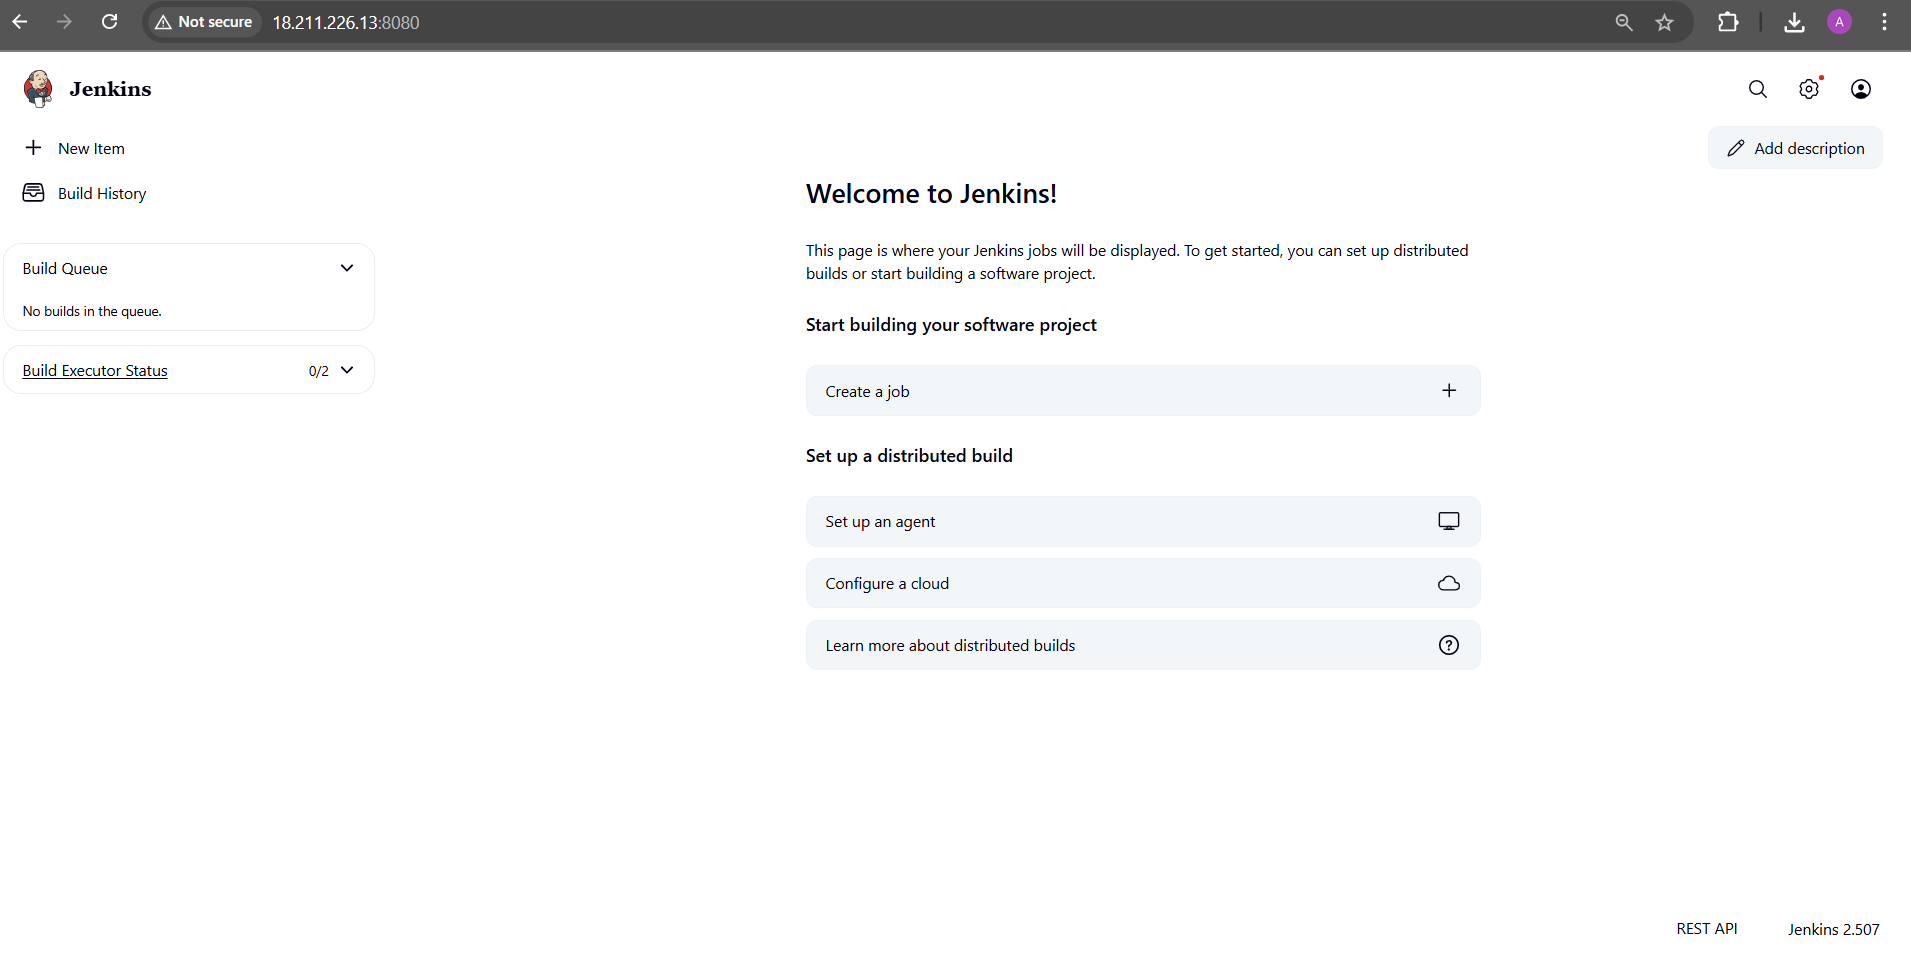 Not secure 18.211.226.13:8080
A
Jenkins
New Item
Build History
Add description
Build Queue
No builds in the queue.
Build Executor Status 0/2
Welcome to Jenkins!
This page is where your Jenkins jobs will be displayed. To get started, you can set up distributed
builds or start building a software project.
Start building your software project
Create a job
Set up a distributed build
Set up an agent
Configure a cloud
Learn more about distributed builds
REST API Jenkins 2.507